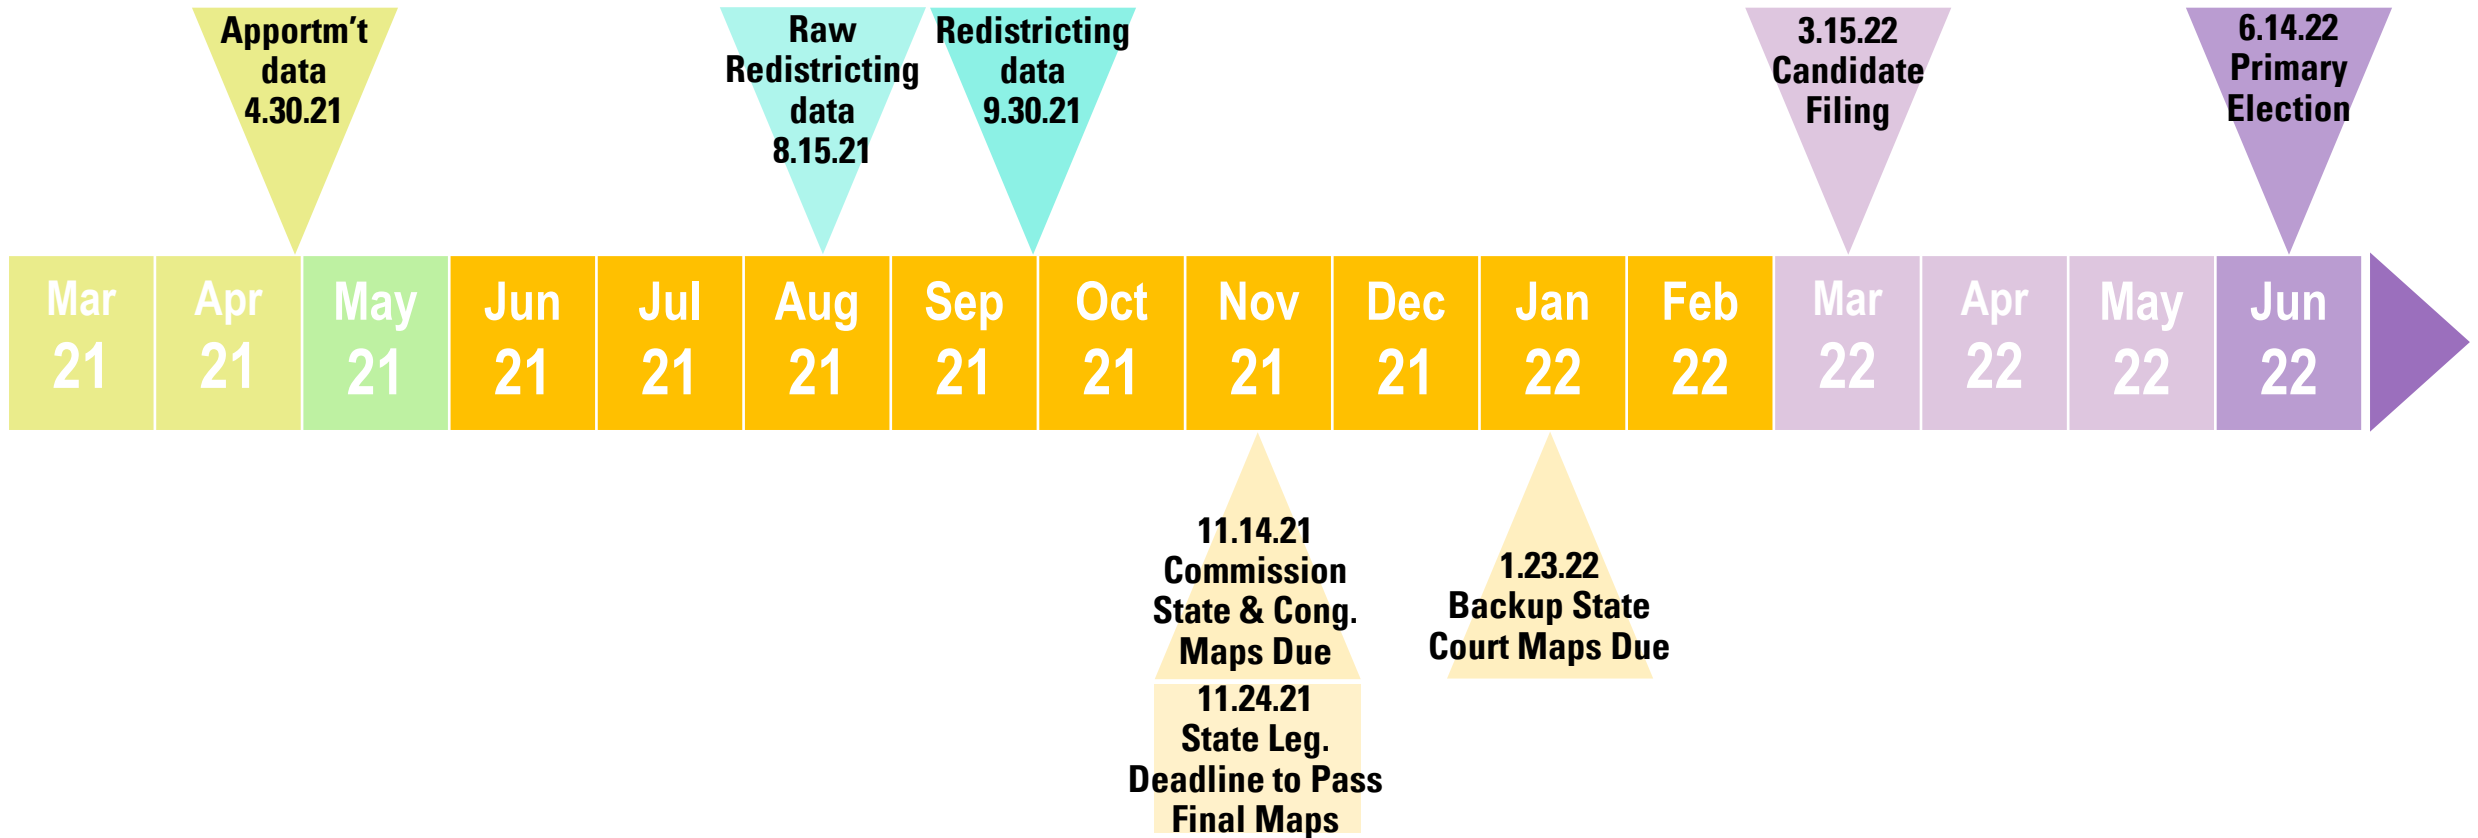 Apportm't
data
4.30.21
Raw
Redistricting
data
8.15.21
Redistricting
data
9.30.21
3.15.22
Candidate
Filing
6.14.22
Primary
Election
Mar
21
Apr
21
May
21
Jun
21
Jul
21
Aug
21
Sep
21
Oct
21
Nov
21
Dec
21
Jan
22
Feb
22
Mar
22
Apr
22
May
22
Jun
22
11.14.21
Commission
State & Cong.
Maps Due
11.24.21
State Leg.
Deadline to Pass
Final Maps
1.23.22
Backup State
Court Maps Due